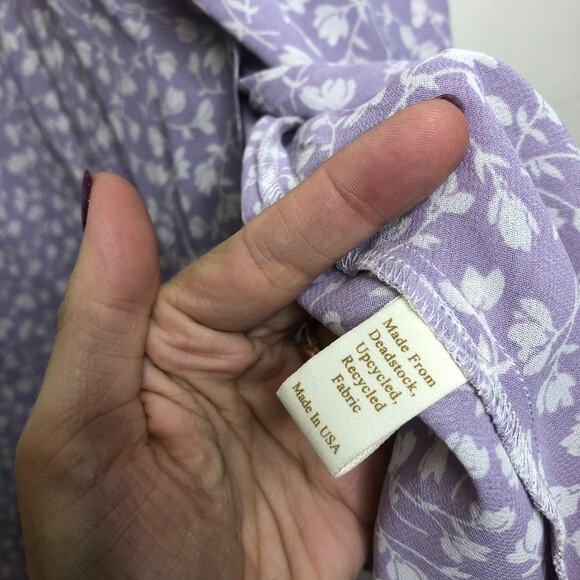 Made From
Deadstock,
Upcycled,
Recycled
Fabric
Made In USA